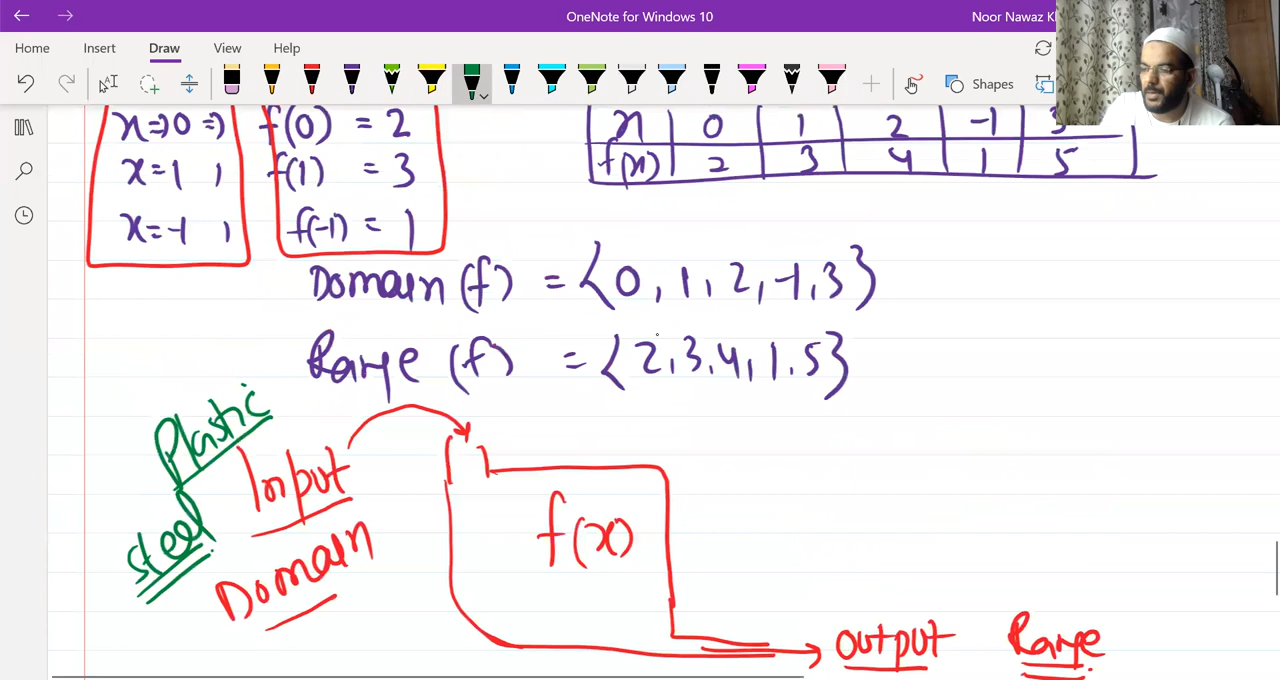 OneNote for Windows 10
Noor Nawaz
Home Insert Draw View Help
Shapes
x⇒0 ⇒ f(0) = 2
x=1, f(1) = 3
x=-1, f(-1) = 1
x 0 1 2 -1 3
f(x) 2 3 4 1 5
Domain (f) = {0, 1, 2, -1, 3}
Range (f) = {2, 3, 4, 1, 5}
Plastic
Input
steel
Domain
f(x)
output Range